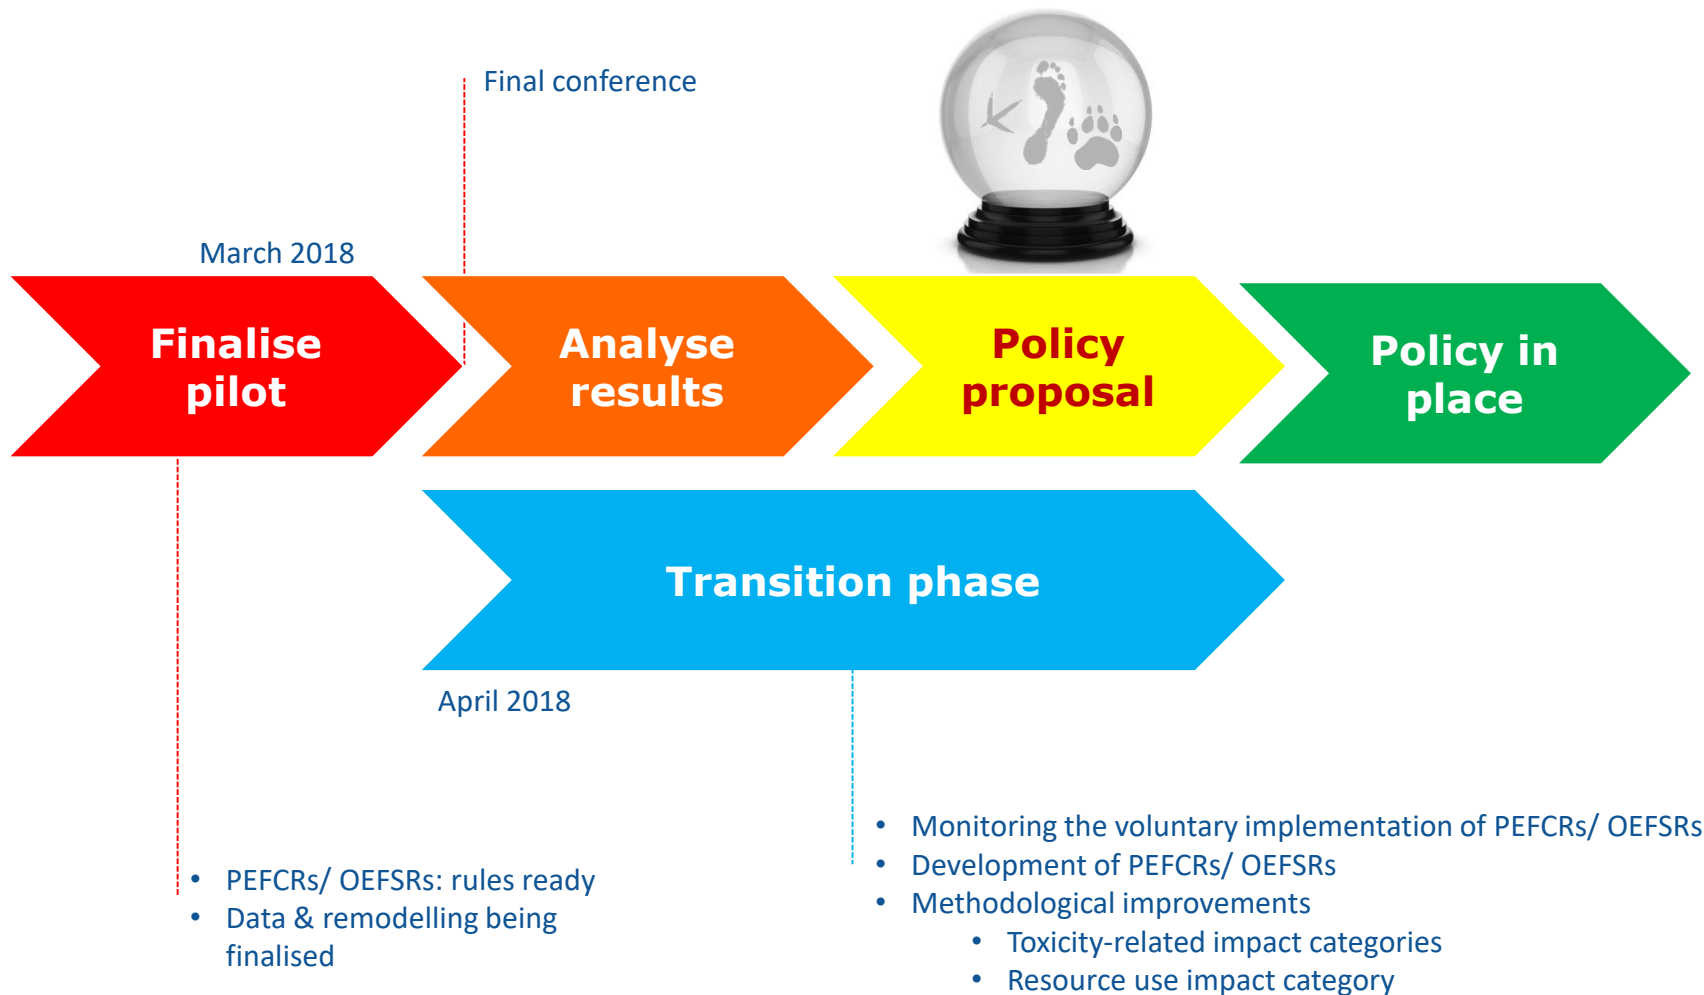 Final conference
March 2018
Finalise
pilot
Analyse
results
Policy
proposal
Policy in
place
Transition phase
April 2018
• PEFCRs/ OEFSRs: rules ready
• Data & remodelling being
finalised
• Monitoring the voluntary implementation of PEFCRs/ OEFSRs
• Development of PEFCRs/ OEFSRs
• Methodological improvements
• Toxicity-related impact categories
• Resource use impact category